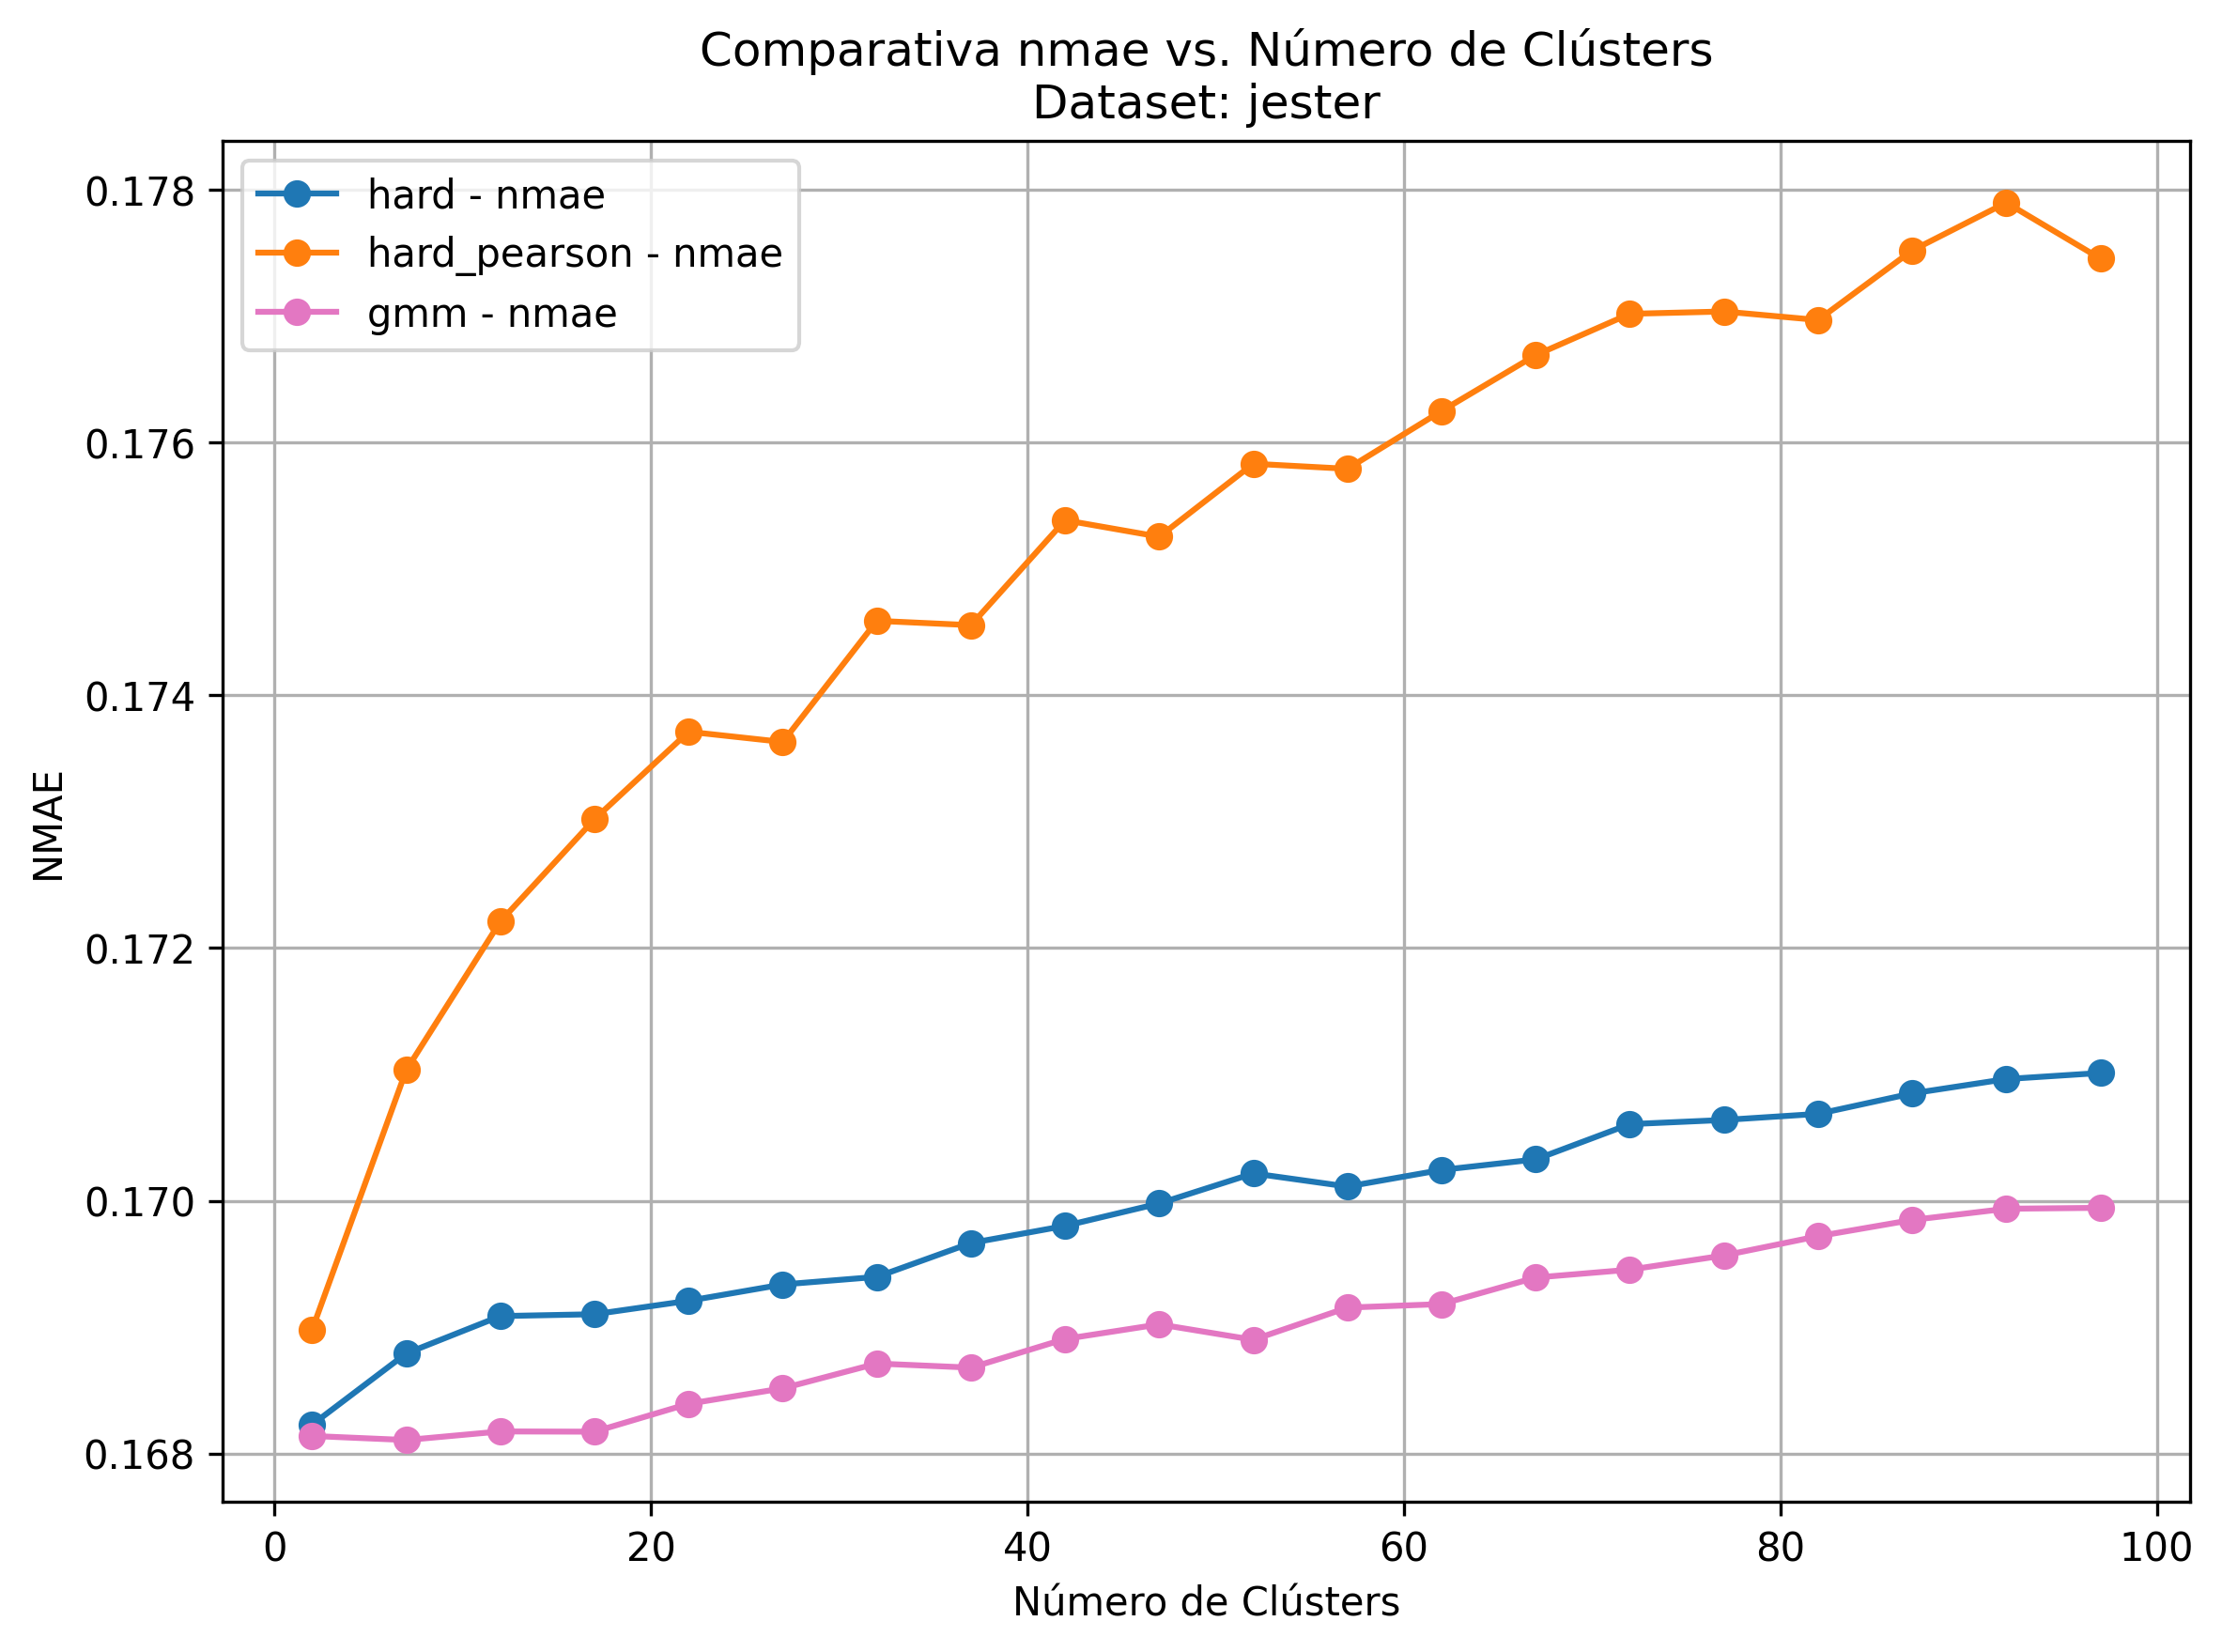 Comparativa nmae vs. Número de Clústers
Dataset: jester
hard - nmae
hard_pearson - nmae
gmm - nmae
0.178
0.176
0.174
0.172
0.170
0.168
NMAE
0 20 40 60 80 100
Número de Clústers